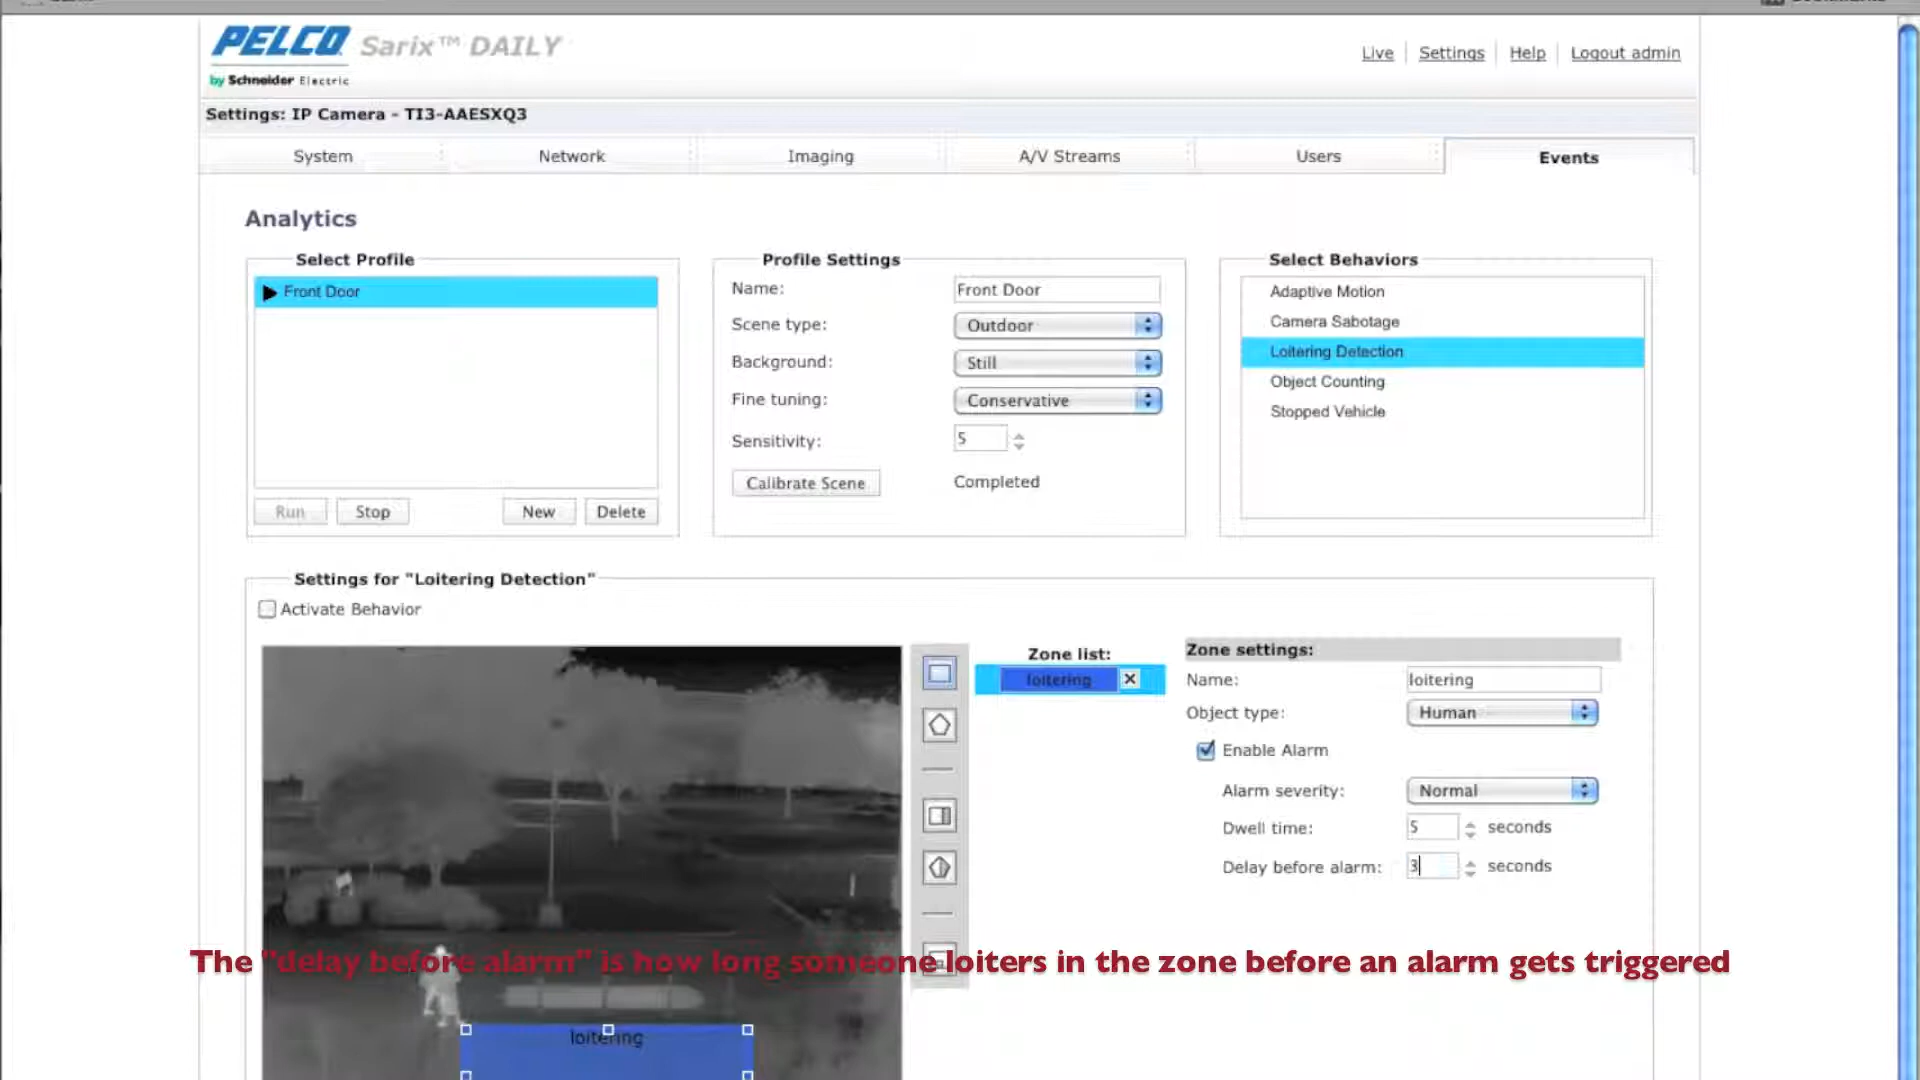 PELCO Sarix™ DAILY
by Schneider Electric
Live Settings Help Logout admin
Settings: IP Camera - TI3-AAESXQ3
System Network Imaging A/V Streams Users Events
Analytics
Select Profile
Front Door
Run Stop New Delete
Profile Settings
Name: Front Door
Scene type: Outdoor
Background: Still
Fine tuning: Conservative
Sensitivity: 5
Calibrate Scene Completed
Select Behaviors
Adaptive Motion
Camera Sabotage
Loitering Detection
Object Counting
Stopped Vehicle
Settings for "Loitering Detection"
Activate Behavior
Zone list:
loitering
Zone settings:
Name: loitering
Object type: Human
Enable Alarm
Alarm severity: Normal
Dwell time: 5 seconds
Delay before alarm: 3 seconds
The "delay before alarm" is how long someone loiters in the zone before an alarm gets triggered
loitering